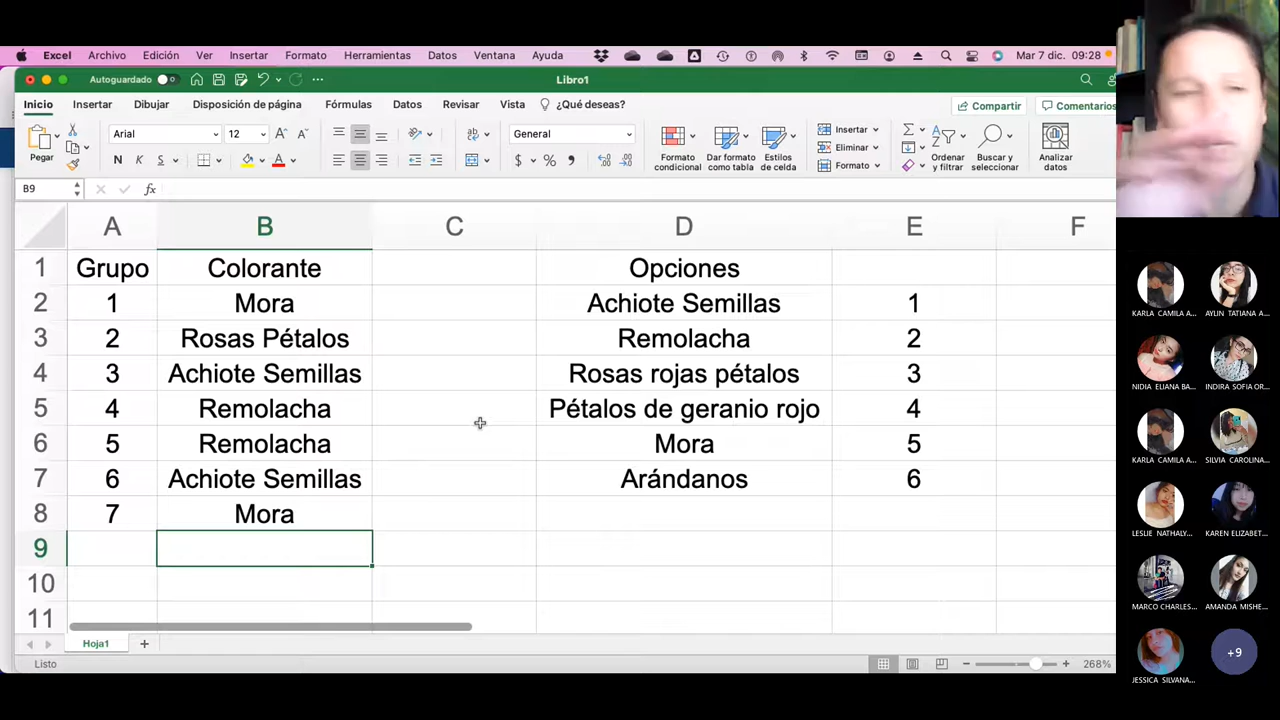 Excel Archivo Edición Ver Insertar Formato Herramientas Datos Ventana Ayuda Mar 7 dic. 09:28
Autoguardado Libro1
Inicio Insertar Dibujar Disposición de página Fórmulas Datos Revisar Vista ¿Qué deseas? Compartir Comentarios
Pegar
Arial 12
N K S
General
$ % 9
Formato condicional
Dar formato como tabla
Estilos de celda
Insertar
Eliminar
Formato
Ordenar y filtrar
Buscar y seleccionar
Analizar datos
B9 fx
A B C D E F
1 Grupo Colorante Opciones
2 1 Mora Achiote Semillas 1
3 2 Rosas Pétalos Remolacha 2
4 3 Achiote Semillas Rosas rojas pétalos 3
5 4 Remolacha Pétalos de geranio rojo 4
6 5 Remolacha Mora 5
7 6 Achiote Semillas Arándanos 6
8 7 Mora
9
10
11
Hoja1
Listo 268%
KARLA CAMILA A... AYLIN TATIANA A...
NIDIA ELIANA BA... INDIRA SOFIA OR...
KARLA CAMILA A... SILVIA CAROLINA...
LESLIE NATHALY... KAREN ELIZABET...
MARCO CHARLES... AMANDA MISHE...
JESSICA SILVANA... +9